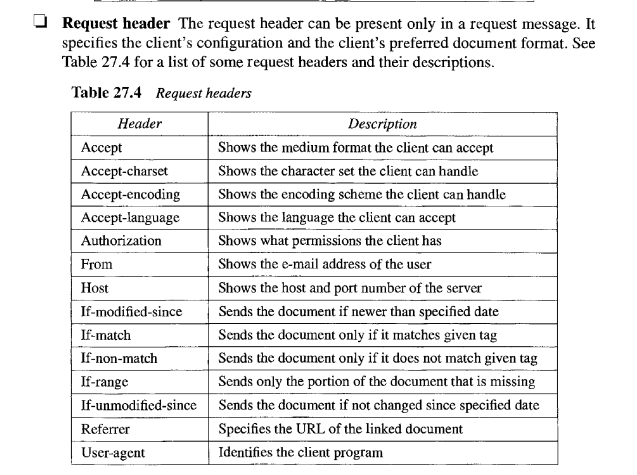 ❑ Request header The request header can be present only in a request message. It
specifies the client's configuration and the client's preferred document format. See
Table 27.4 for a list of some request headers and their descriptions.
Table 27.4 Request headers
Header Description
Accept Shows the medium format the client can accept
Accept-charset Shows the character set the client can handle
Accept-encoding Shows the encoding scheme the client can handle
Accept-language Shows the language the client can accept
Authorization Shows what permissions the client has
From Shows the e-mail address of the user
Host Shows the host and port number of the server
If-modified-since Sends the document if newer than specified date
If-match Sends the document only if it matches given tag
If-non-match Sends the document only if it does not match given tag
If-range Sends only the portion of the document that is missing
If-unmodified-since Sends the document if not changed since specified date
Referrer Specifies the URL of the linked document
User-agent Identifies the client program